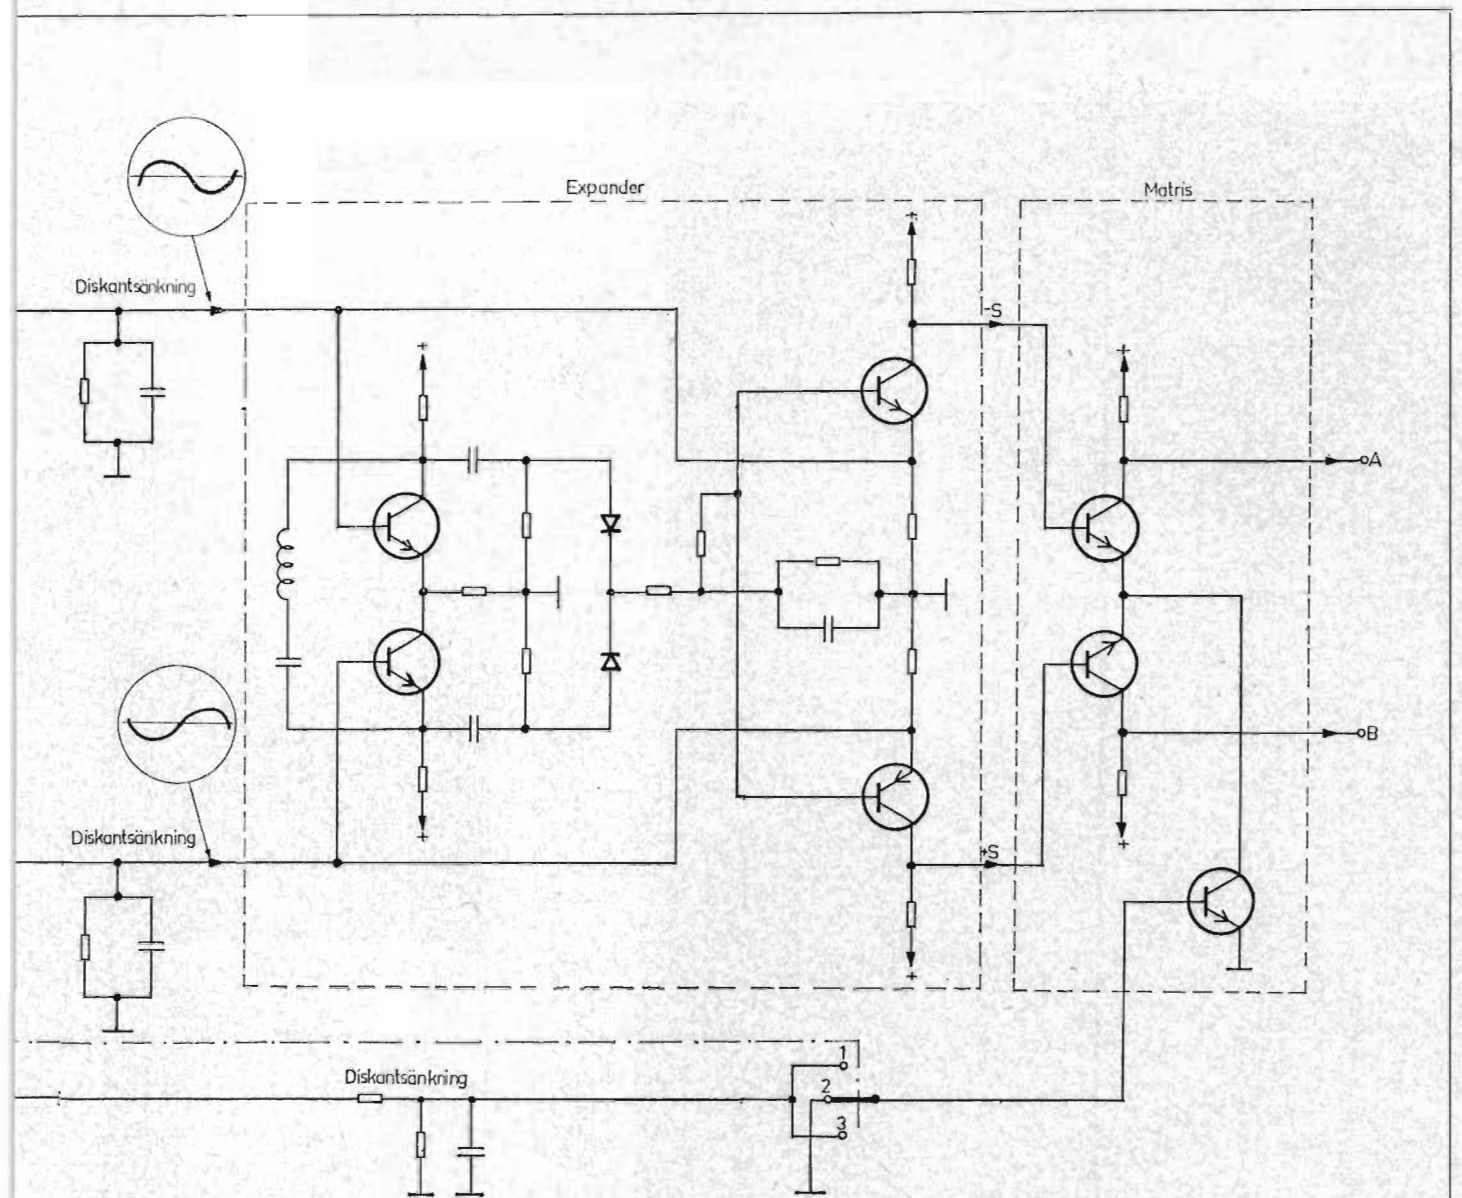 Expander
Matris
Diskantsänkning
+
-S
+
+
A
B
Diskantsänkning
+
+
+S
+
Diskantsänkning
1
2
3